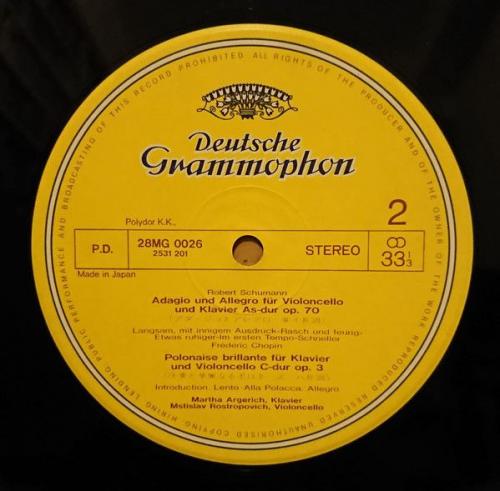 ALL RIGHTS OF THE PRODUCER AND OF THE OWNER OF THE WORK REPRODUCED RESERVED UNAUTHORISED COPYING HIRING LENDING PUBLIC PERFORMANCE AND BROADCASTING OF THIS RECORD PROHIBITED
Deutsche
Grammophon
2
Polydor K.K.,
P.D.
28MG 0026
2531 201
STEREO
33 1/3
Made in Japan
Robert Schumann
Adagio und Allegro für Violoncello
und Klavier As-dur op. 70
Langsam, mit innigem Ausdruck-Rasch und feurig-
Etwas ruhiger-Im ersten Tempo-Schneller
Frédéric Chopin
Polonaise brillante für Klavier
und Violoncello C-dur op. 3
Introduction. Lento-Alla Polacca. Allegro
Martha Argerich, Klavier
Mstislav Rostropovich, Violoncello